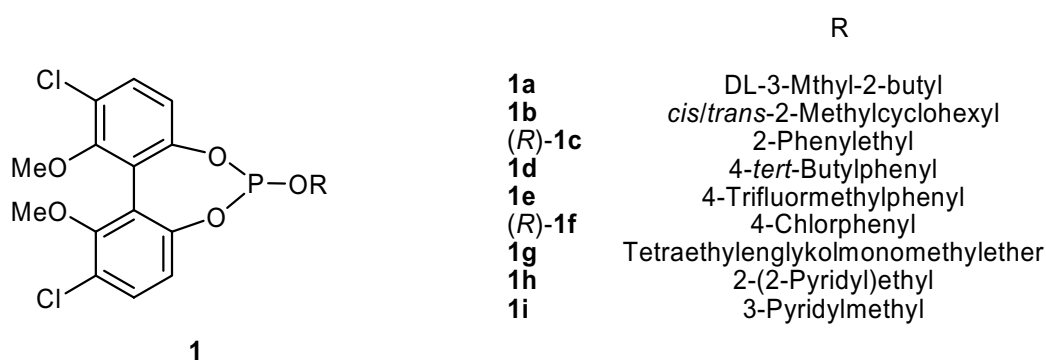 R
Cl
MeO
MeO
O
P
OR
O
Cl
1
1a DL-3-Mthyl-2-butyl
1b cis/trans-2-Methylcyclohexyl
(R)-1c 2-Phenylethyl
1d 4-tert-Butylphenyl
1e 4-Trifluormethylphenyl
(R)-1f 4-Chlorphenyl
1g Tetraethylenglykolmonomethylether
1h 2-(2-Pyridyl)ethyl
1i 3-Pyridylmethyl